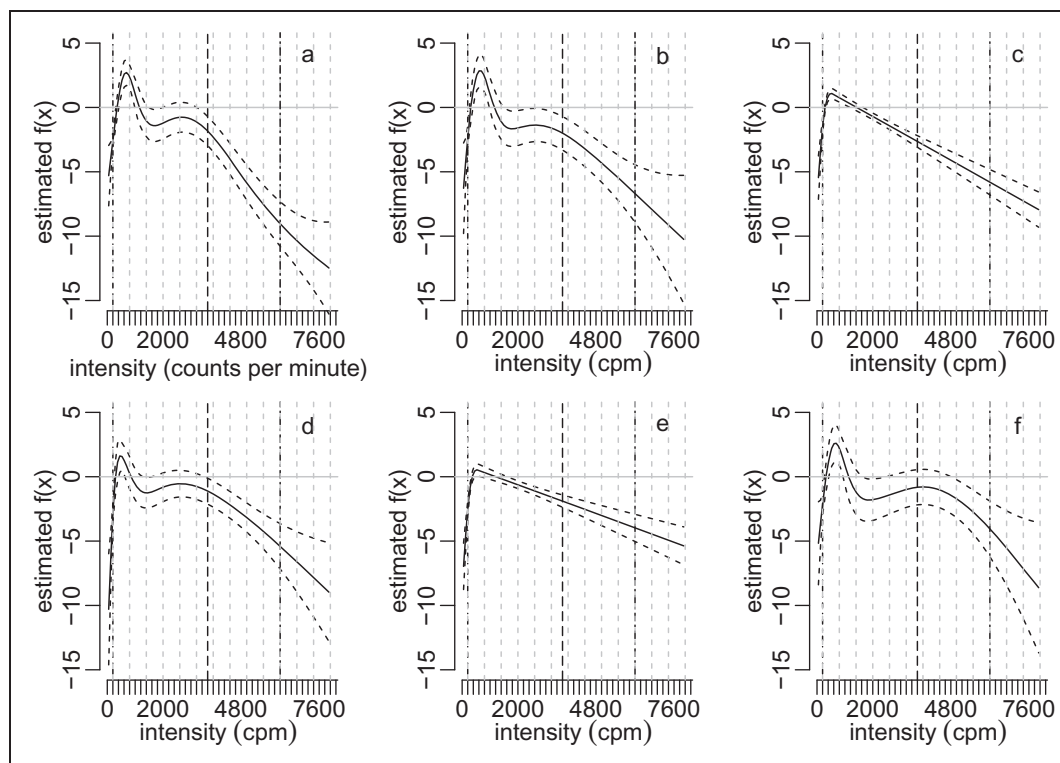 a
estimated f(x)
5
0
−5
−10
−15
0 2000 4800 7600
intensity (counts per minute)
b
estimated f(x)
5
0
−5
−10
−15
0 2000 4800 7600
intensity (cpm)
c
estimated f(x)
5
0
−5
−10
−15
0 2000 4800 7600
intensity (cpm)
d
estimated f(x)
5
0
−5
−10
−15
0 2000 4800 7600
intensity (cpm)
e
estimated f(x)
5
0
−5
−10
−15
0 2000 4800 7600
intensity (cpm)
f
estimated f(x)
5
0
−5
−10
−15
0 2000 4800 7600
intensity (cpm)